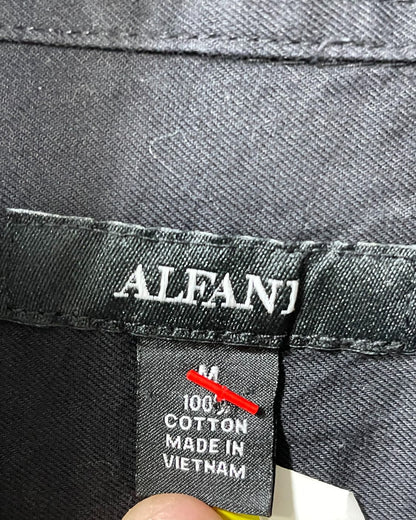 ALFANI
M
100%
COTTON
MADE IN
VIETNAM